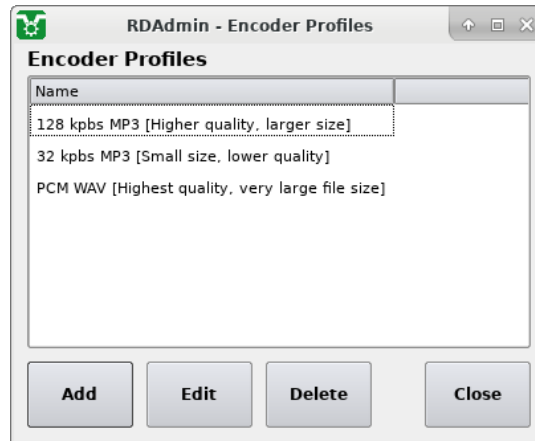 RDAdmin - Encoder Profiles
Encoder Profiles
Name
128 kpbs MP3 [Higher quality, larger size]
32 kpbs MP3 [Small size, lower quality]
PCM WAV [Highest quality, very large file size]
Add Edit Delete Close